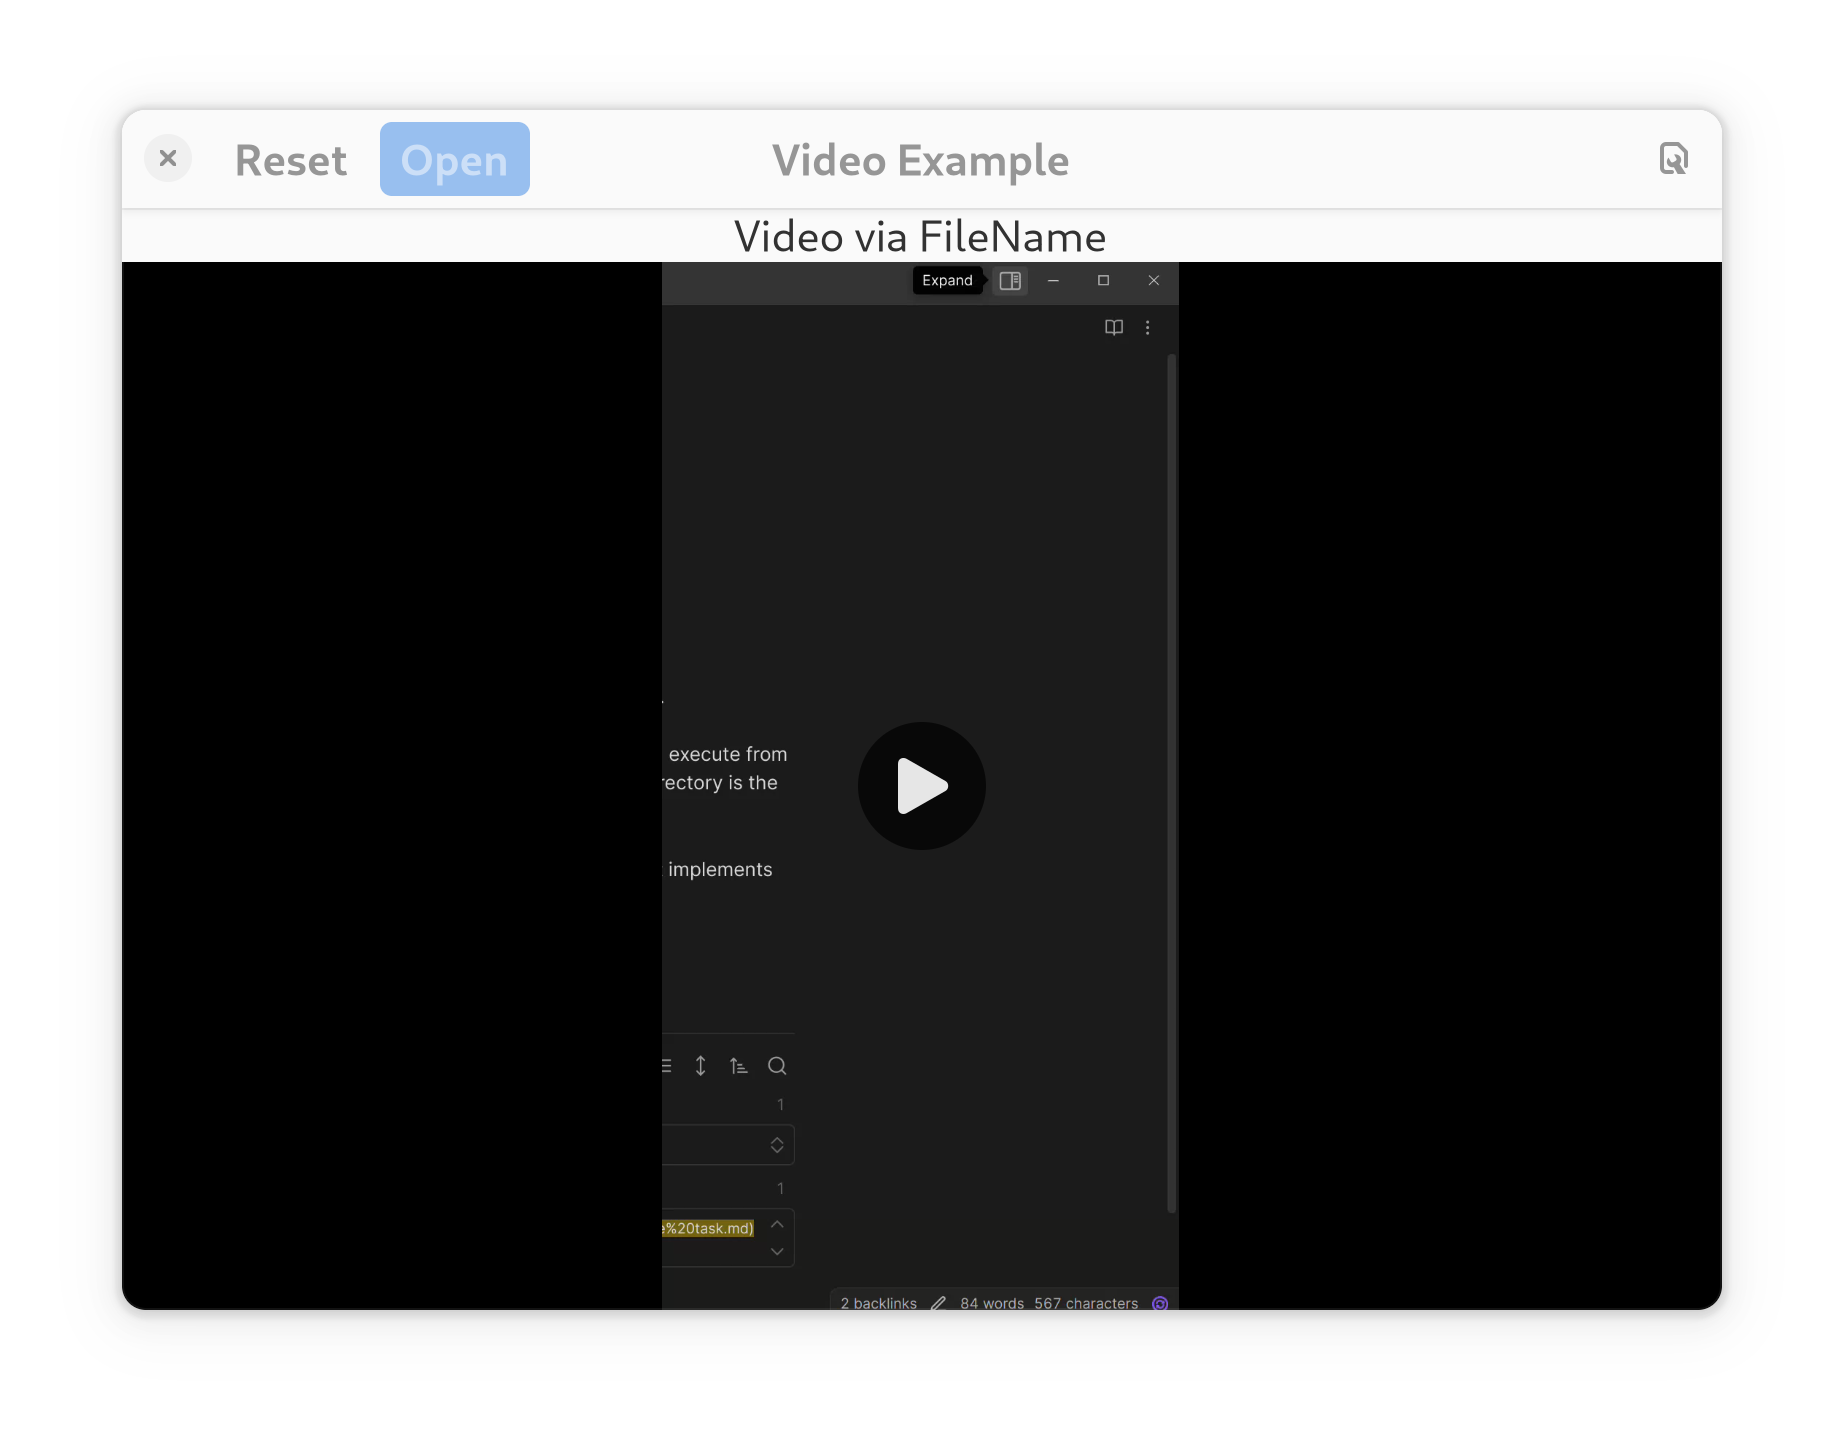 Reset Open Video Example
Video via FileName
Expand
execute from
rectory is the
implements
1
1
%20task.md)
2 backlinks 84 words 567 characters